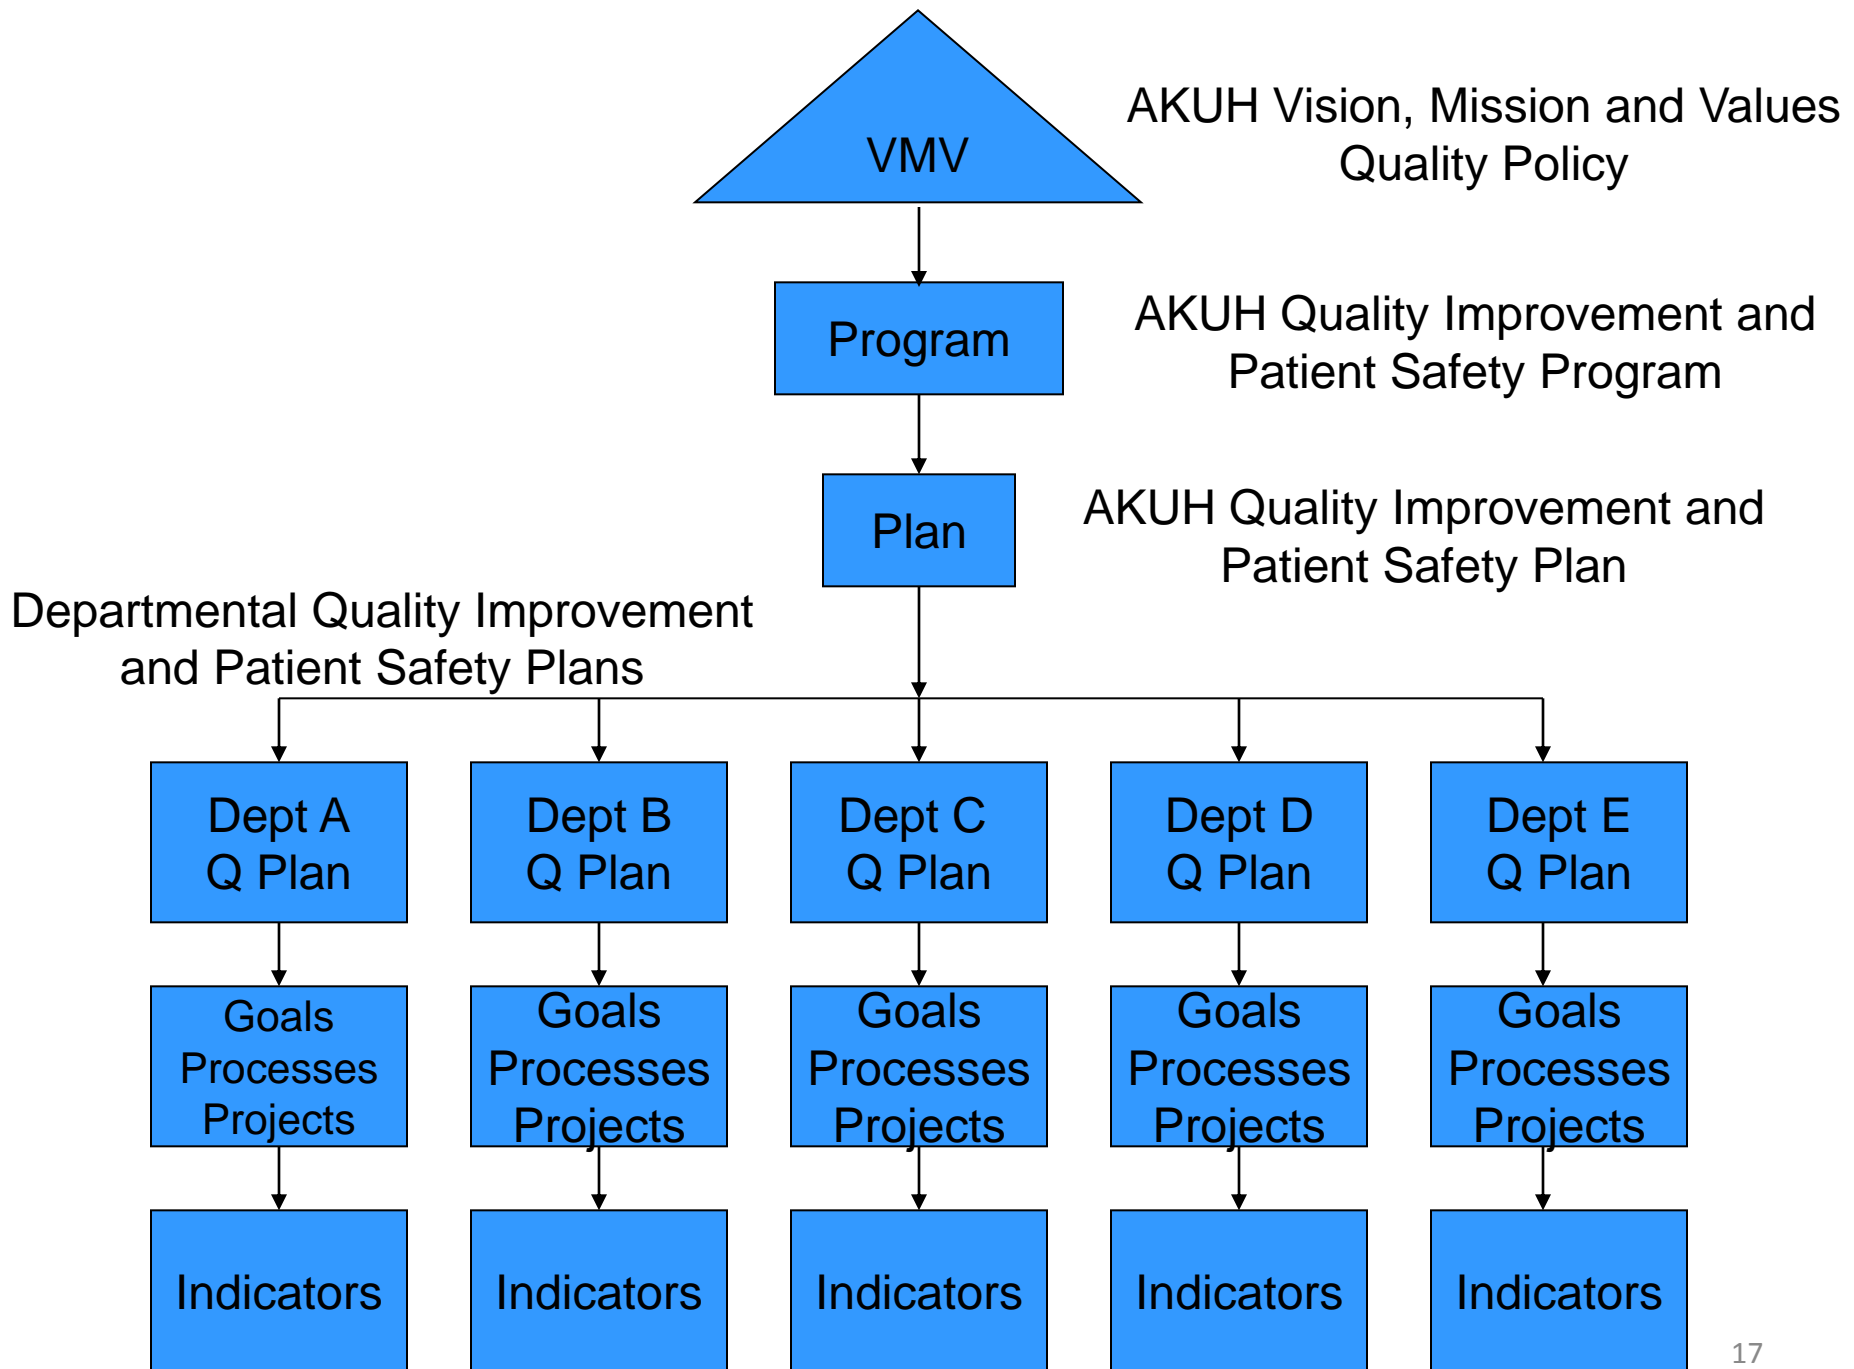 VMV
AKUH Vision, Mission and Values
Quality Policy
Program
AKUH Quality Improvement and
Patient Safety Program
Plan
AKUH Quality Improvement and
Patient Safety Plan
Departmental Quality Improvement
and Patient Safety Plans
Dept A
Q Plan
Dept B
Q Plan
Dept C
Q Plan
Dept D
Q Plan
Dept E
Q Plan
Goals
Processes
Projects
Goals
Processes
Projects
Goals
Processes
Projects
Goals
Processes
Projects
Goals
Processes
Projects
Indicators
Indicators
Indicators
Indicators
Indicators
17